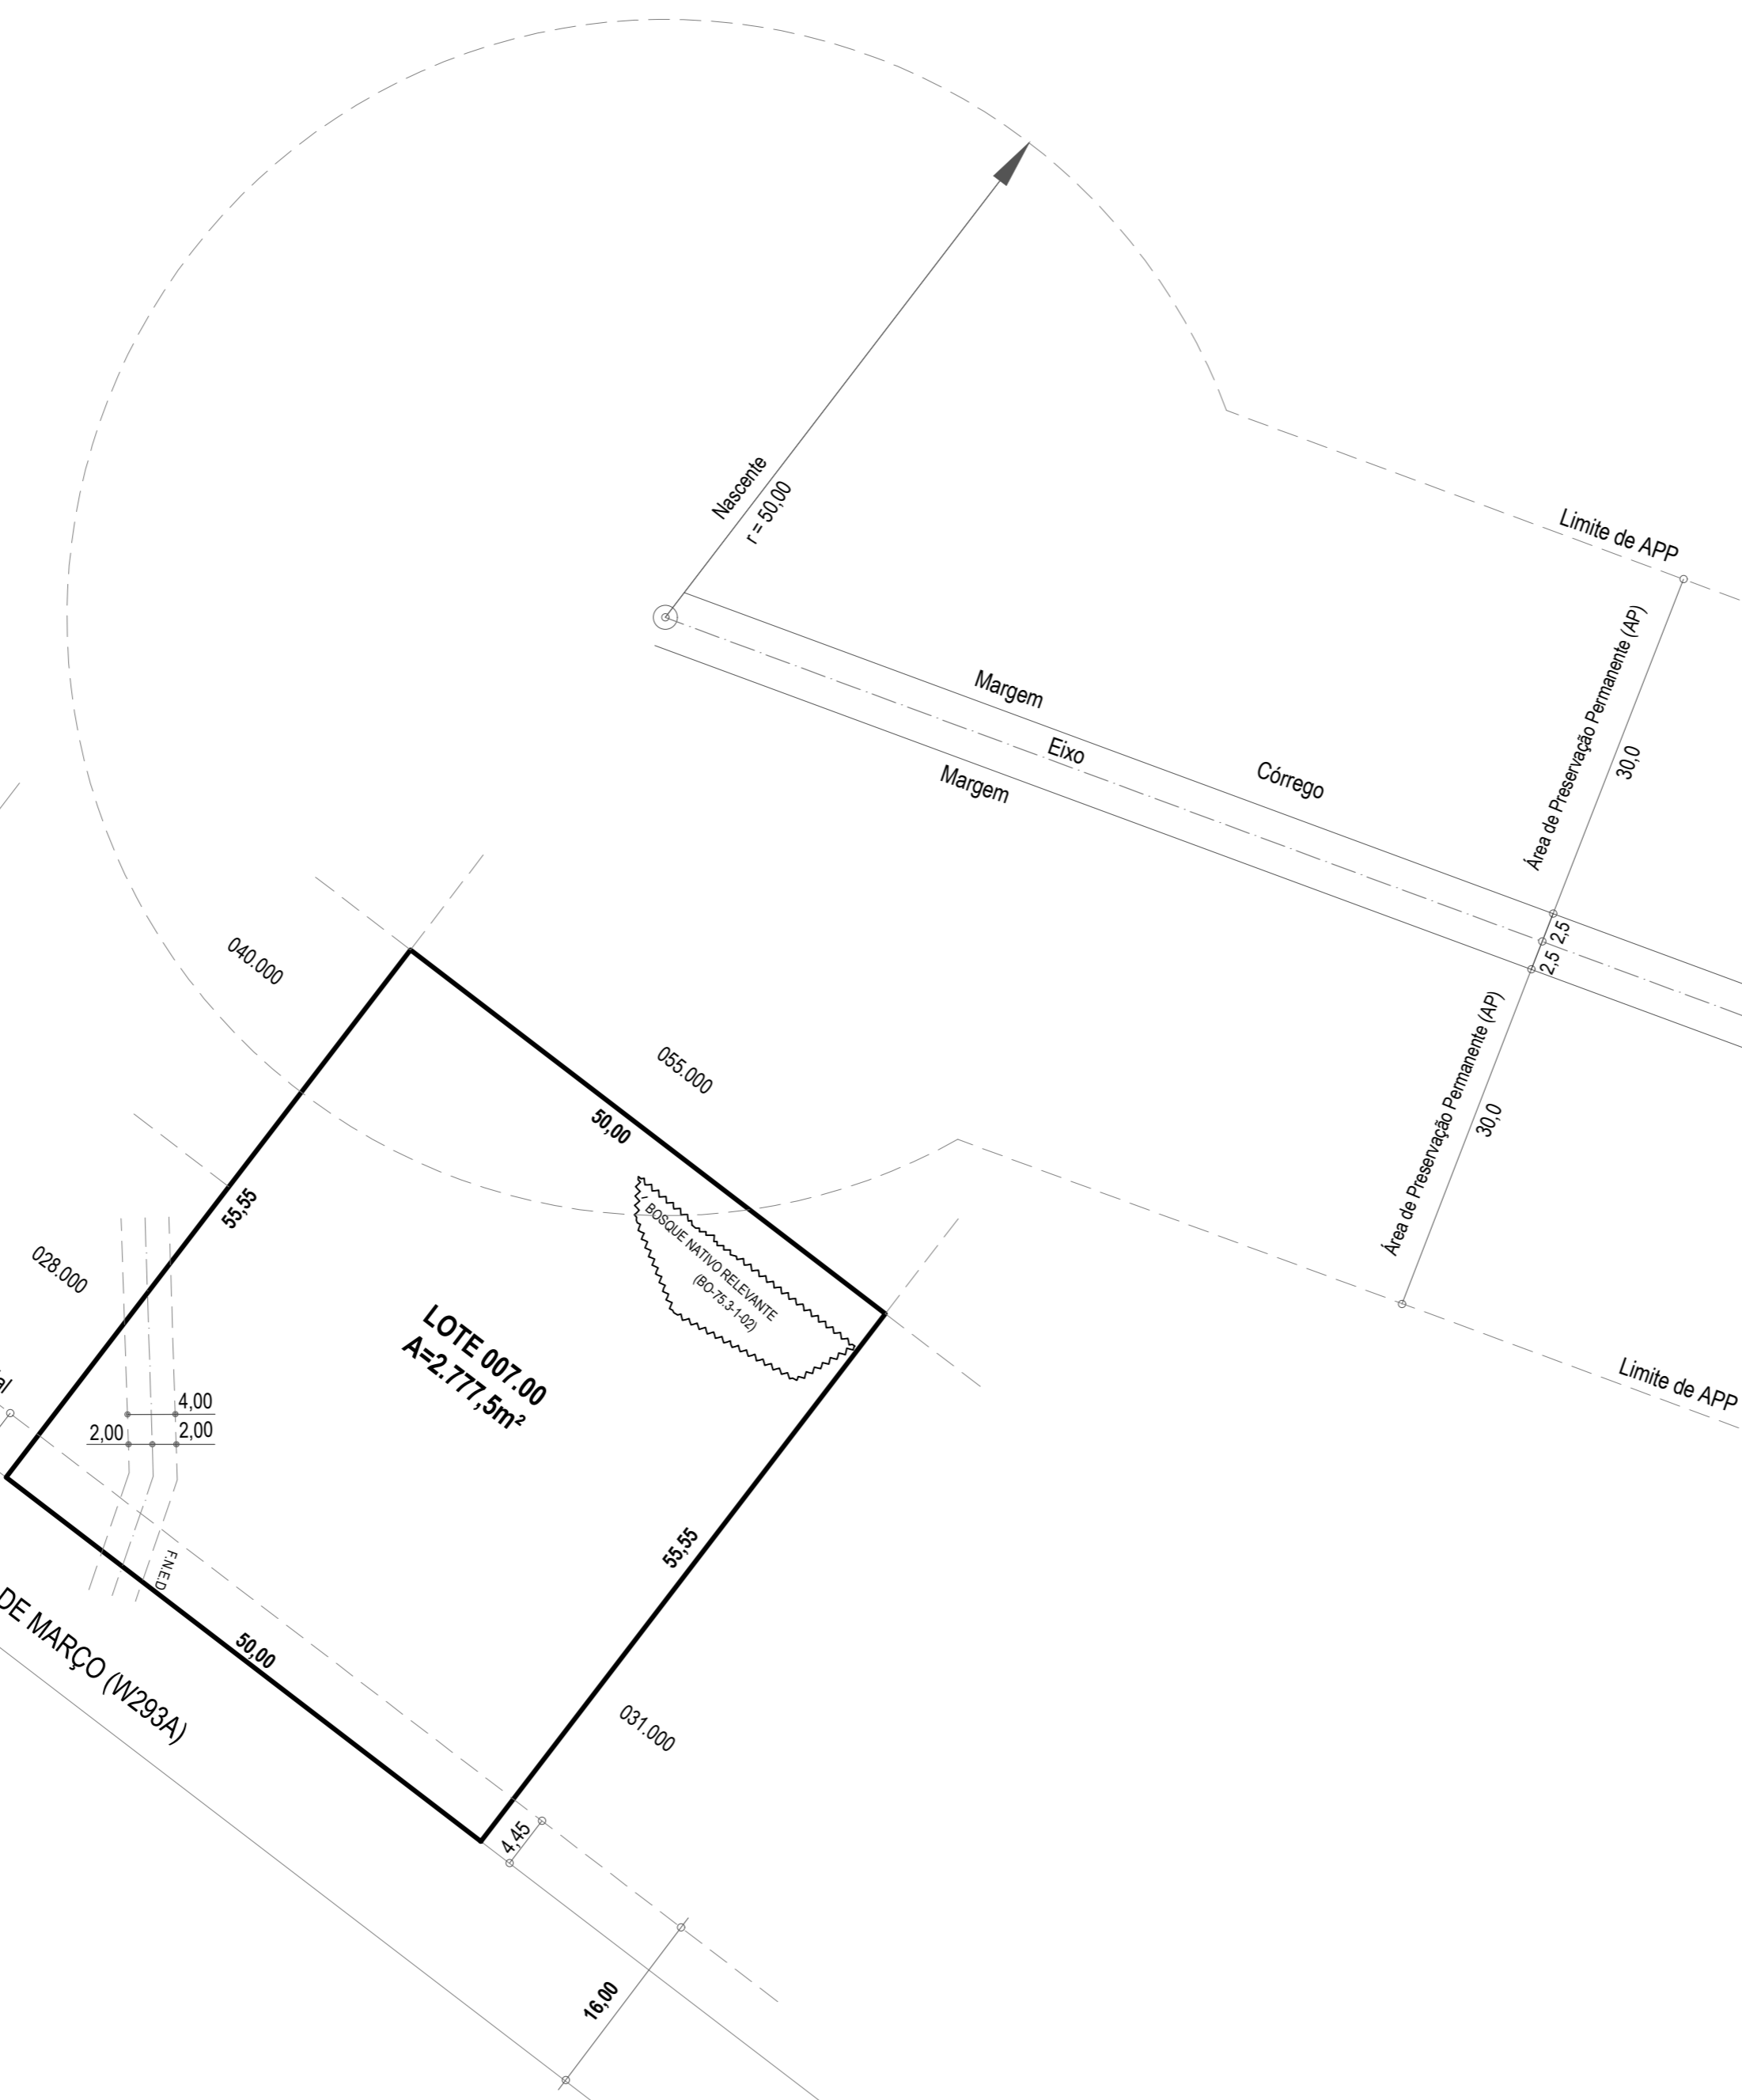 Nascente
r = 50,00
Limite de APP
Área de Preservação Permanente (AP)
30,0
Margem
Eixo
Córrego
Margem
2,5
2,5
040.000
055.000
50,00
Área de Preservação Permanente (AP)
30,0
55,55
BOSQUE NATIVO RELEVANTE
(BO-75.3-1-02)
028.000
LOTE 007.00
A=2.777,5m²
Limite de APP
al
4,00
2,00
2,00
55,55
F.N.E.D.
DE MARÇO (W293A)
50,00
031.000
4,45
16,00